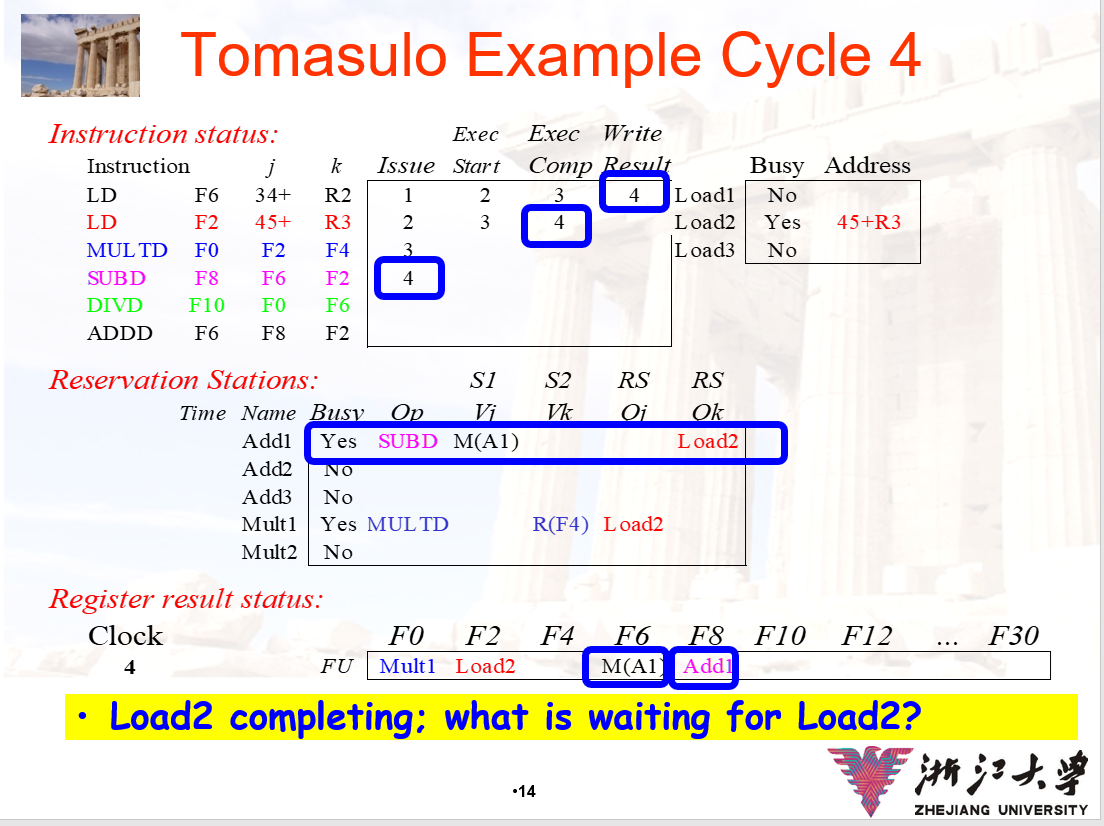 Tomasulo Example Cycle 4
Instruction status: Exec Exec Write
Instruction j k Issue Start Comp Result Busy Address
LD F6 34+ R2 1 2 3 4 Load1 No
LD F2 45+ R3 2 3 4 Load2 Yes 45+R3
MULTD F0 F2 F4 3 Load3 No
SUBD F8 F6 F2 4
DIVD F10 F0 F6
ADDD F6 F8 F2
Reservation Stations: S1 S2 RS RS
Time Name Busy Op Vj Vk Qj Qk
Add1 Yes SUBD M(A1) Load2
Add2 No
Add3 No
Mult1 Yes MULTD R(F4) Load2
Mult2 No
Register result status:
Clock F0 F2 F4 F6 F8 F10 F12 ... F30
4 FU Mult1 Load2 M(A1) Add1
• Load2 completing; what is waiting for Load2?
•14
浙江大学
ZHEJIANG UNIVERSITY